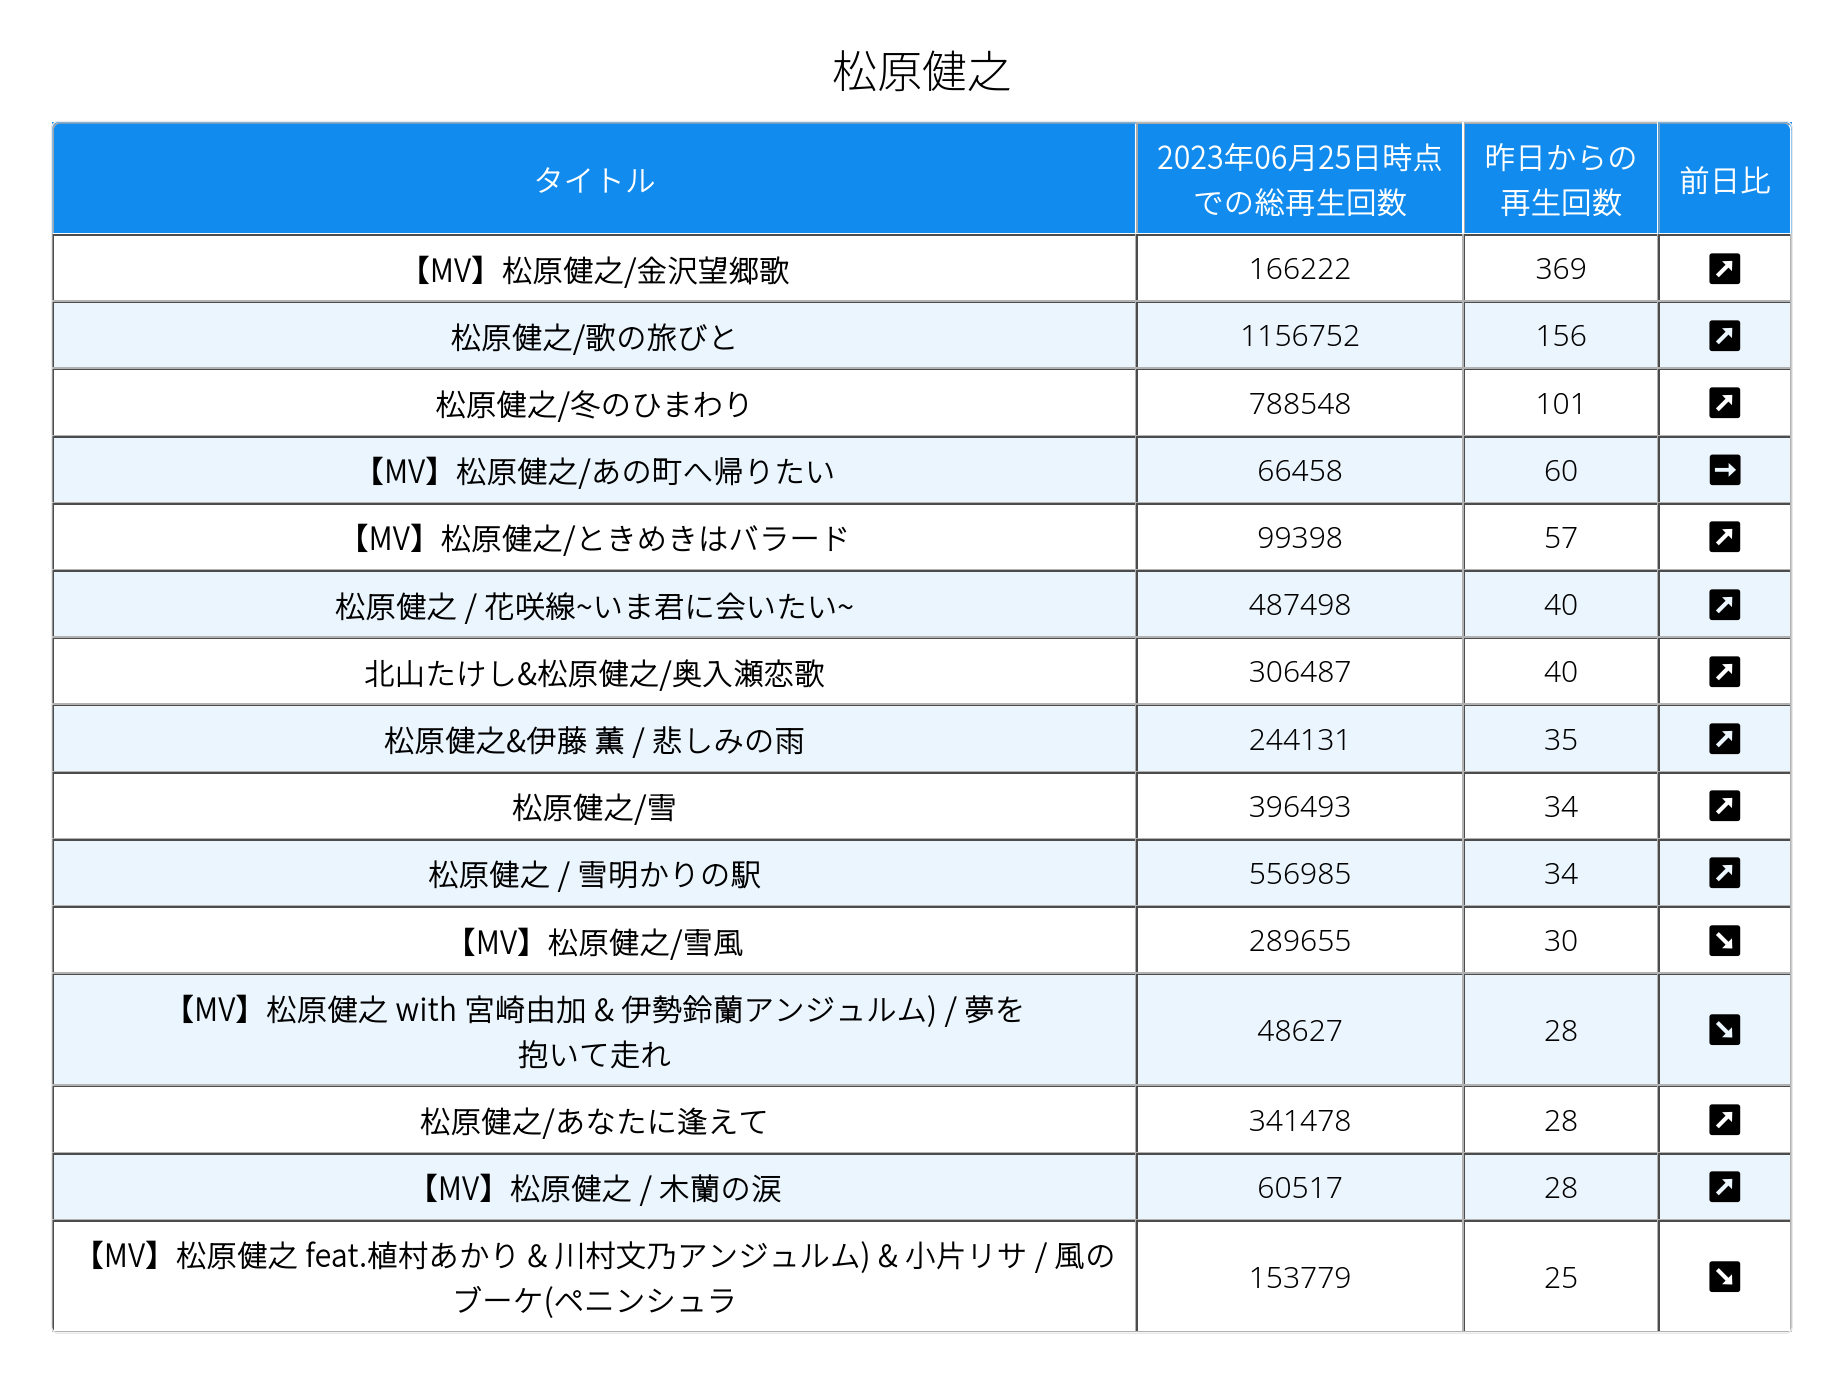 松原健之
タイトル
2023年06月25日時点
での総再生回数
昨日からの
再生回数
前日比
【MV】松原健之/金沢望郷歌 166222 369
松原健之/歌の旅びと 1156752 156
松原健之/冬のひまわり 788548 101
【MV】松原健之/あの町へ帰りたい 66458 60
【MV】松原健之/ときめきはバラード 99398 57
松原健之 / 花咲線~いま君に会いたい~ 487498 40
北山たけし&松原健之/奥入瀬恋歌 306487 40
松原健之&伊藤 薫 / 悲しみの雨 244131 35
松原健之/雪 396493 34
松原健之 / 雪明かりの駅 556985 34
【MV】松原健之/雪風 289655 30
【MV】松原健之 with 宮崎由加 & 伊勢鈴蘭アンジュルム) / 夢を
抱いて走れ 48627 28
松原健之/あなたに逢えて 341478 28
【MV】松原健之 / 木蘭の涙 60517 28
【MV】松原健之 feat.植村あかり & 川村文乃アンジュルム) & 小片リサ / 風の
ブーケ(ペニンシュラ 153779 25